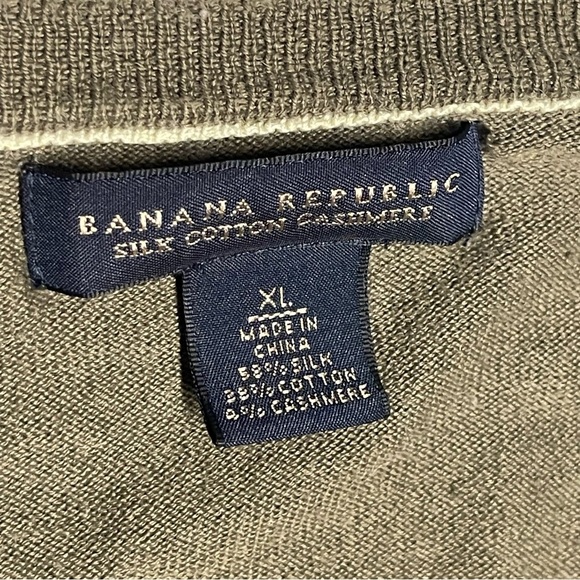 BANANA REPUBLIC
SILK COTTON CASHMERE
XL
MADE IN
CHINA
58% SILK
38% COTTON
4% CASHMERE